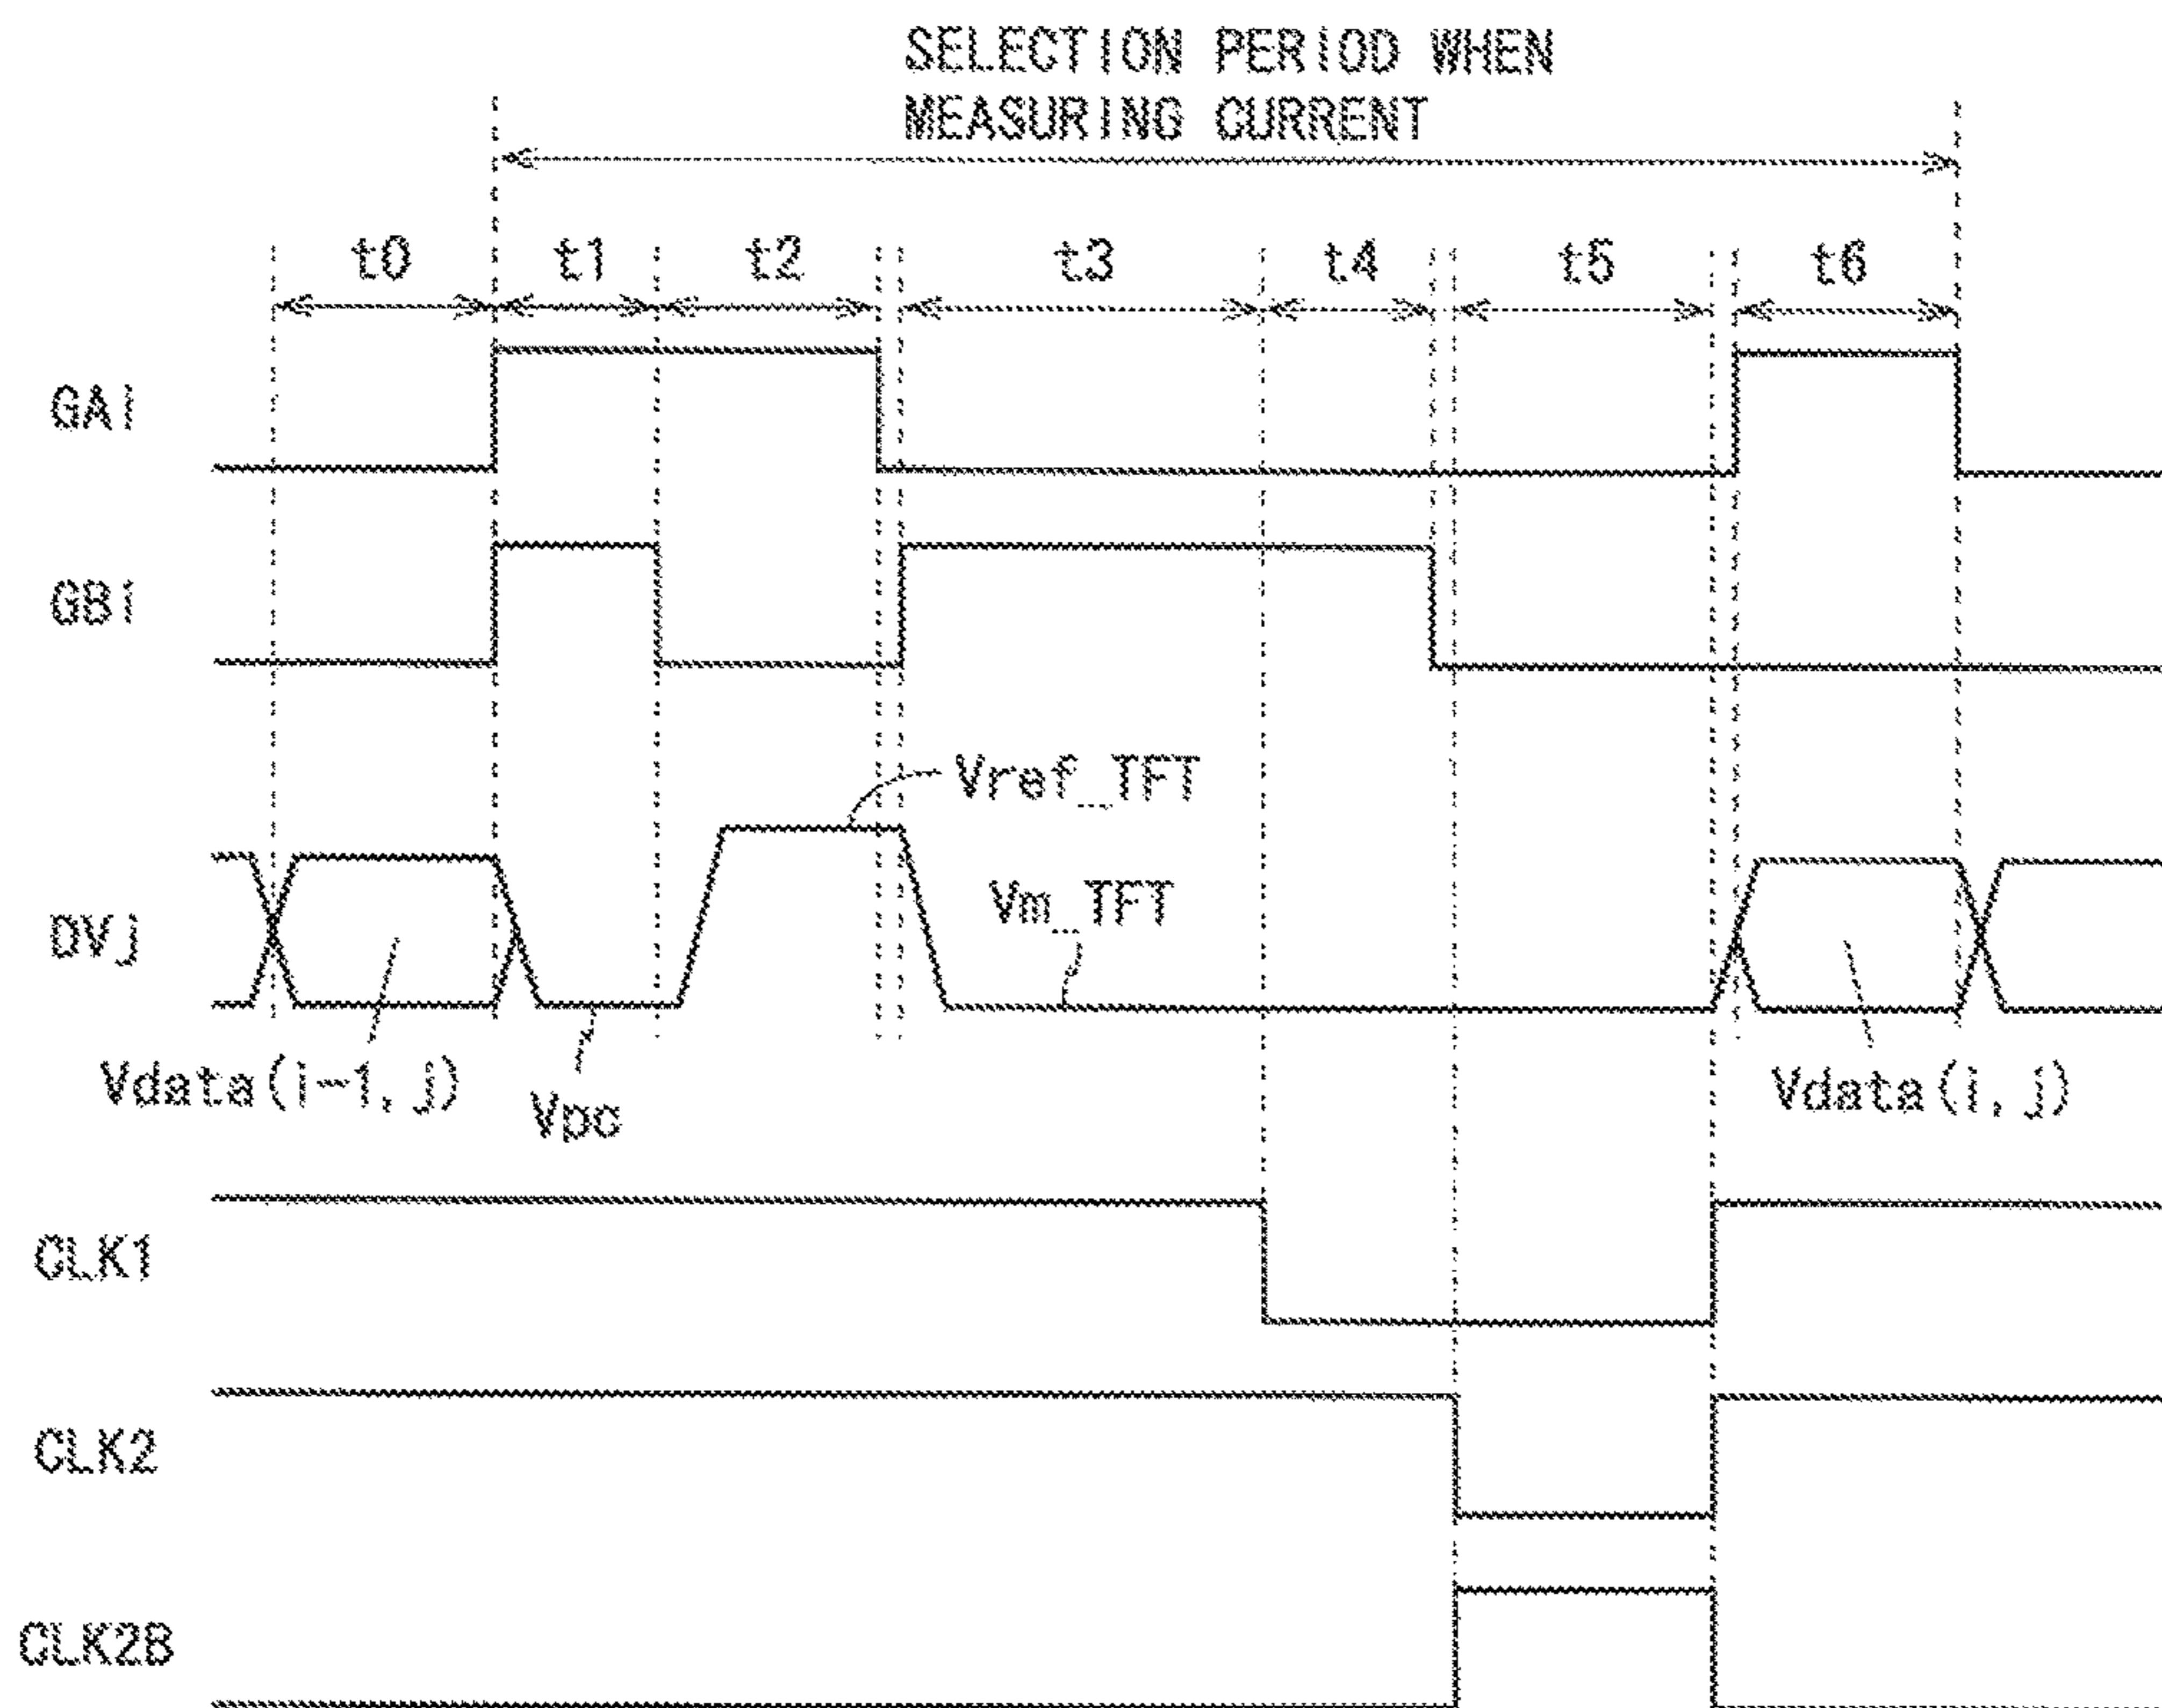 SELECTION PERIOD WHEN
MEASURING CURRENT
t0 t1 t2 t3 t4 t5 t6
GAi
GBi
Vref_TFT
Vm_TFT
DVj
Vdata(i-1, j)
Vpc
Vdata(i, j)
CLK1
CLK2
CLK2B